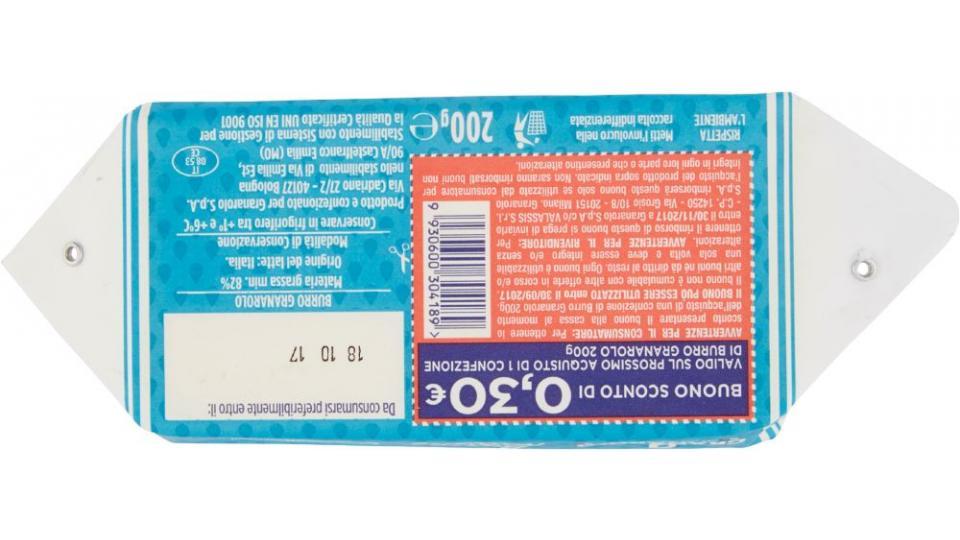 Da consumarsi preferibilmente entro il:
18 10 17
BURRO GRANAROLO
Materia grassa min. 82%
Origine del latte: Italia.
Modalità di Conservazione
Conservare in frigorifero tra +1° e +6°C
Prodotto e confezionato per Granarolo S.p.A.
Via Cadriano 27/2 - 40127 Bologna
nello stabilimento di Via Emilia Est,
90/A Castelfranco Emilia (MO)
Stabilimento con Sistema di Gestione per
la Qualità Certificato UNI EN ISO 9001
IT
08 53
CE
BUONO SCONTO DI 0,30€
VALIDO SUL PROSSIMO ACQUISTO DI 1 CONFEZIONE
DI BURRO GRANAROLO 200g
AVVERTENZE PER IL CONSUMATORE: Per ottenere lo
sconto presentare il buono alla cassa al momento
dell'acquisto di una confezione di Burro Granarolo 200g.
IL BUONO PUÒ ESSERE UTILIZZATO entro il 30/09/2017.
Il buono non è cumulabile con altre offerte in corso e/o
altri buoni né da diritto al resto. Ogni buono è utilizzabile
una sola volta e deve essere integro e/o senza
alterazioni. AVVERTENZE PER IL RIVENDITORE: Per
ottenere il rimborso di questo buono si prega di inviarlo
entro il 30/11/2017 a Granarolo S.p.A c/o VALASSIS S.r.l.
- C.P. 14250 - Via Grosio 10/8 - 20151 Milano. Granarolo
S.p.A. rimborserà questo buono solo se utilizzato dal consumatore per
l'acquisto del prodotto sopra indicato. Non saranno rimborsati buoni non
integri in ogni loro parte e che presentino alterazioni.
9 930600 304189>
RISPETTA
L'AMBIENTE
Metti l'involucro nella
raccolta indifferenziata
200g e